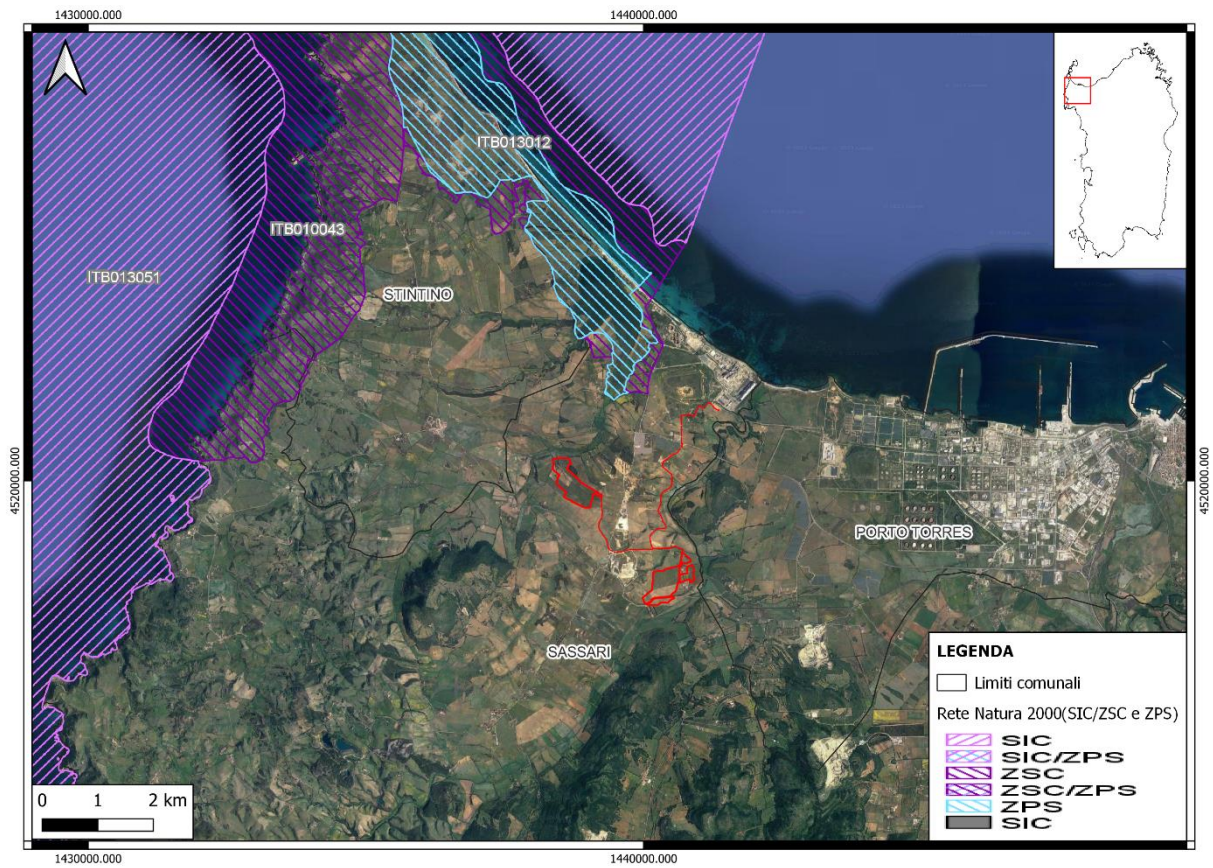 1430000.000
1440000.000
ITB013012
ITB010043
ITB013051
STINTINO
4520000.000
4520000.000
PORTO TORRES
SASSARI
LEGENDA
Limiti comunali
Rete Natura 2000(SIC/ZSC e ZPS)
SIC
SIC/ZPS
ZSC
ZSC/ZPS
ZPS
SIC
0 1 2 km
1430000.000
1440000.000